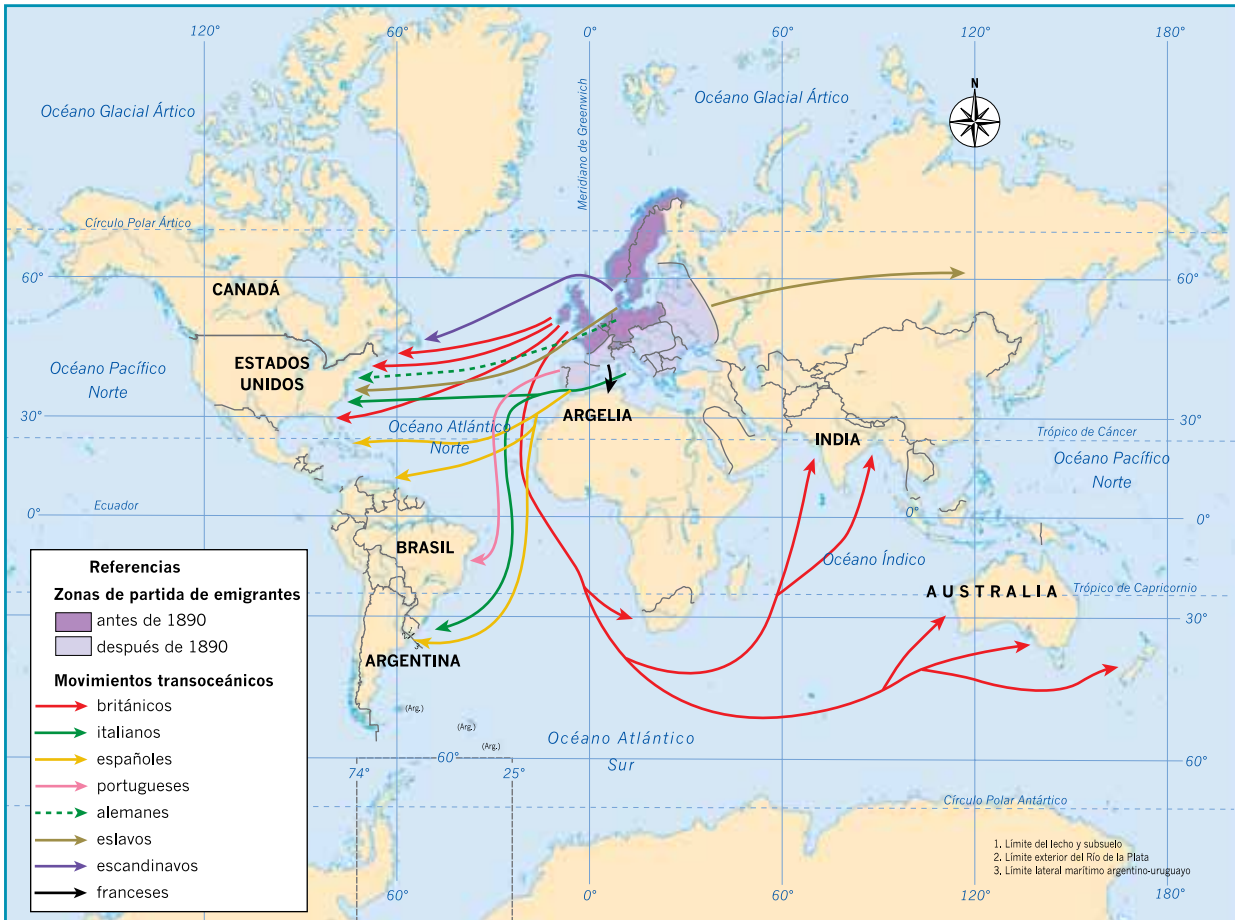 120°
60°
0°
60°
120°
180°
Océano Glacial Ártico
Océano Glacial Ártico
Meridiano de Greenwich
N
Círculo Polar Ártico
60°
60°
CANADÁ
Océano Pacífico
Norte
ESTADOS
UNIDOS
30°
30°
ARGELIA
Océano Atlántico
Norte
INDIA
Trópico de Cáncer
Océano Pacífico
Norte
Ecuador
0°
0°
BRASIL
Océano Índico
AUSTRALIA
Trópico de Capricornio
30°
ARGENTINA
3
(Arg.)
(Arg.)
(Arg.)
Océano Atlántico
Sur
60°
60°
74°
25°
Círculo Polar Antártico
Referencias
Zonas de partida de emigrantes
antes de 1890
después de 1890
Movimientos transoceánicos
británicos
italianos
españoles
portugueses
alemanes
eslavos
escandinavos
franceses
1. Límite del lecho y subsuelo
2. Límite exterior del Río de la Plata
3. Límite lateral marítimo argentino-uruguayo
60°
0°
60°
120°
180°